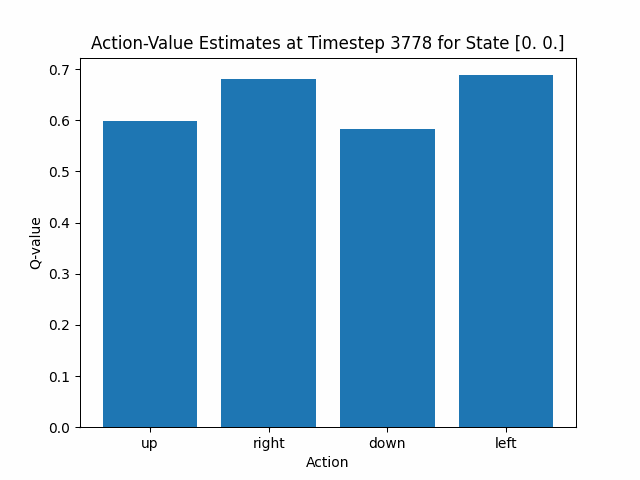 Action-Value Estimates at Timestep 3778 for State [0. 0.]
0.7
0.6
0.5
0.4
0.3
0.2
0.1
0.0
Q-value
up right down left
Action